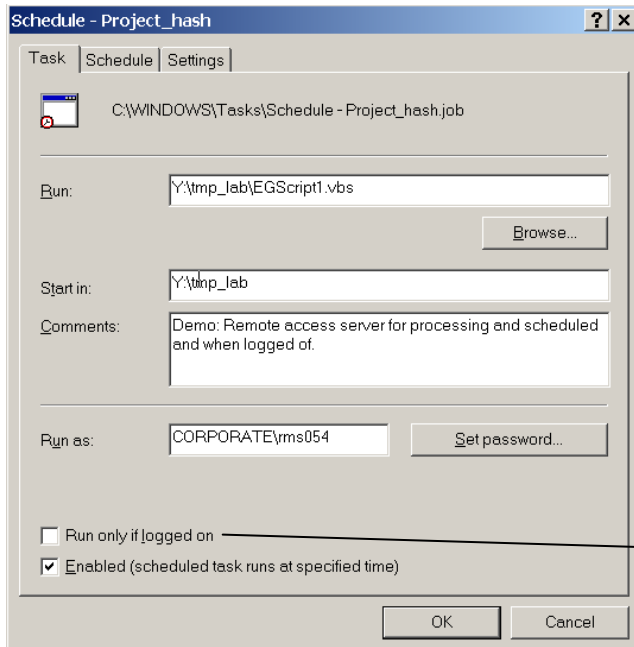 Schedule - Project_hash
Task Schedule Settings
C:\WINDOWS\Tasks\Schedule - Project_hash.job
Run: Y:\tmp_lab\EGScript1.vbs
Browse...
Start in: Y:\tmp_lab
Comments: Demo: Remote access server for processing and scheduled
and when logged of.
Run as: CORPORATE\rms054 Set password...
Run only if logged on
Enabled (scheduled task runs at specified time)
OK Cancel